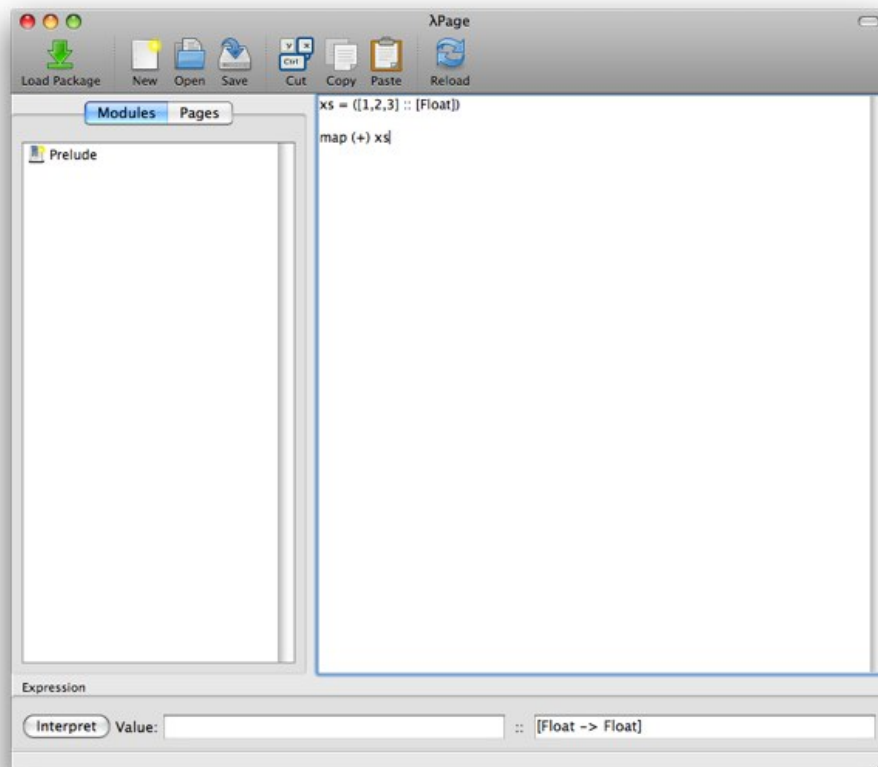 λPage
Load Package New Open Save Cut Copy Paste Reload
Y X
Ctrl
Modules Pages
Prelude
xs = ([1,2,3] :: [Float])
map (+) xs
Expression
Interpret Value: :: [Float -> Float]